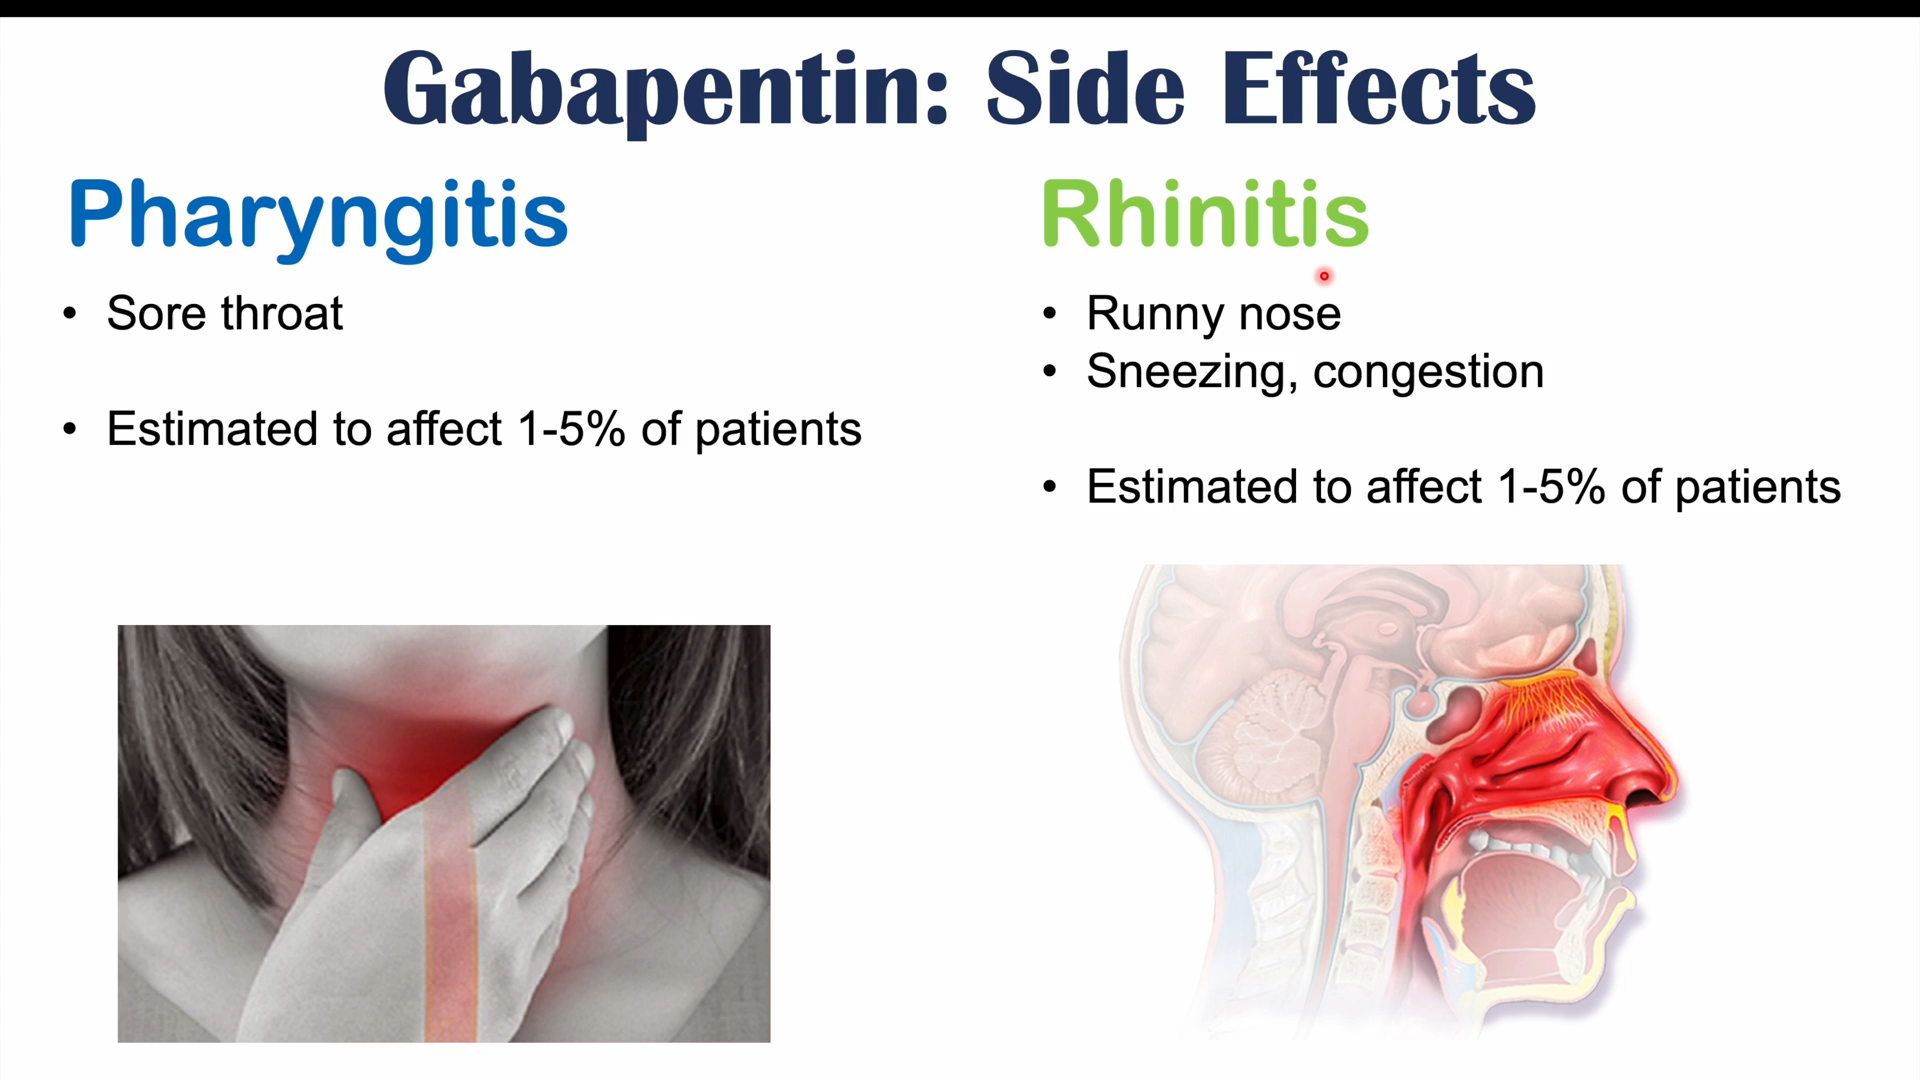 Gabapentin: Side Effects
Pharyngitis
• Sore throat
• Estimated to affect 1-5% of patients
Rhinitis
• Runny nose
• Sneezing, congestion
• Estimated to affect 1-5% of patients